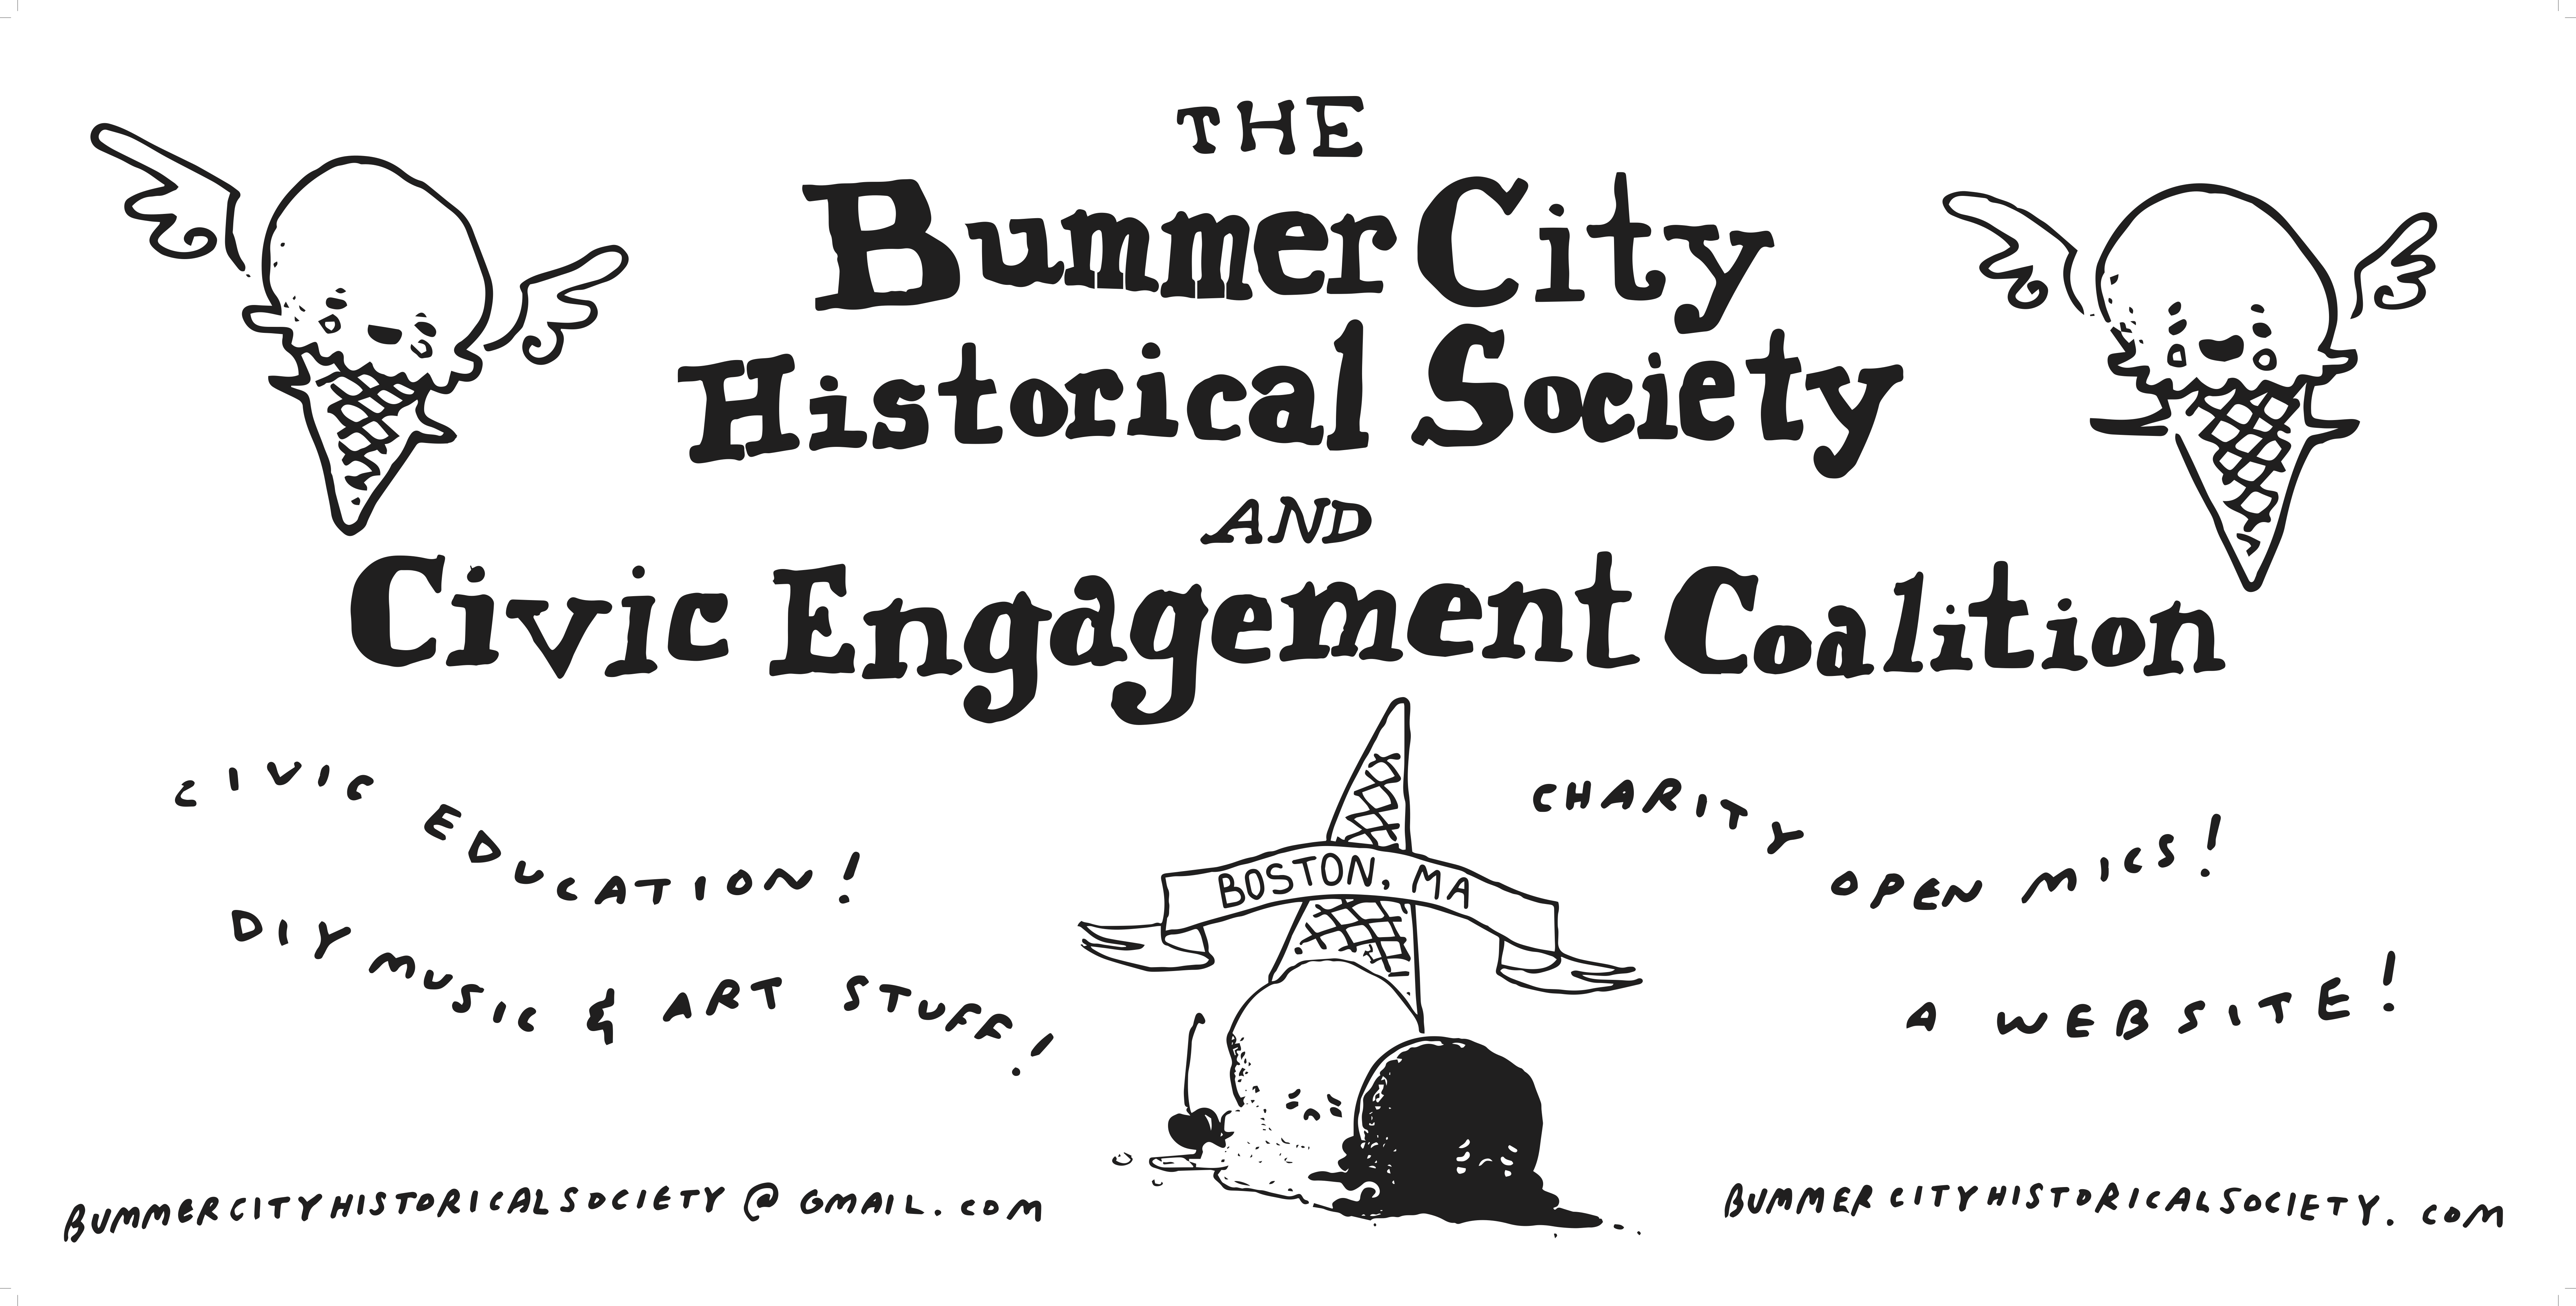 THE
Bummer City
Historical Society
AND
Civic Engagement Coalition
CIVIC EDUCATION!
DIY MUSIC & ART STUFF!
CHARITY OPEN MICS!
A WEBSITE!
BOSTON, MA
BUMMERCITYHISTORICALSOCIETY@GMAIL.COM
BUMMERCITYHISTORICALSOCIETY.COM